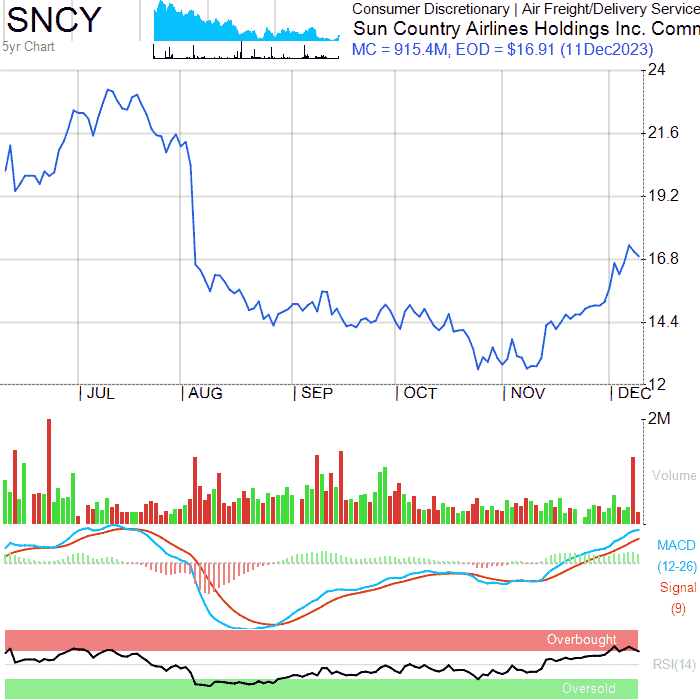 SNCY
5yr Chart
Consumer Discretionary | Air Freight/Delivery Service
Sun Country Airlines Holdings Inc. Comm
MC = 915.4M, EOD = $16.91 (11Dec2023)
24
21.6
19.2
16.8
14.4
12
JUL
AUG
SEP
OCT
NOV
DEC
2M
Volume
MACD
(12-26)
Signal
(9)
Overbought
RSI(14)
Oversold